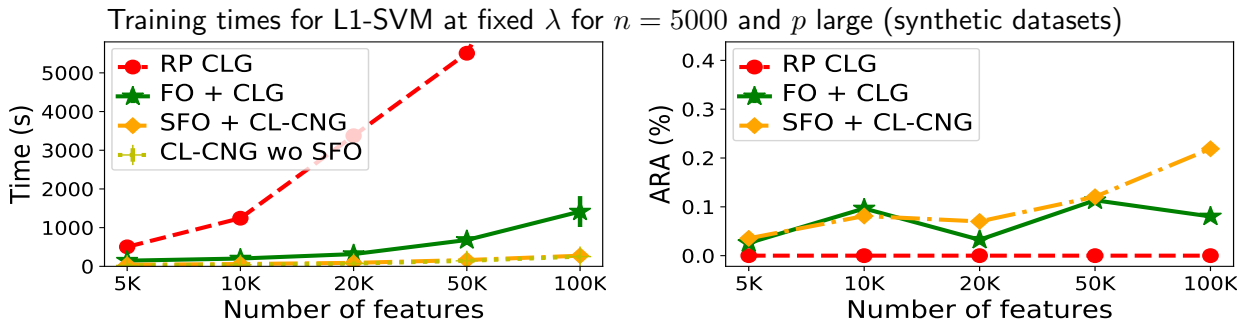 Training times for L1-SVM at fixed λ for n = 5000 and p large (synthetic datasets)
RP CLG
FO + CLG
SFO + CL-CNG
CL-CNG wo SFO
Time (s)
5000
4000
3000
2000
1000
0
5K
10K
20K
50K
100K
Number of features
RP CLG
FO + CLG
SFO + CL-CNG
ARA (%)
0.4
0.3
0.2
0.1
0.0
5K
10K
20K
50K
100K
Number of features